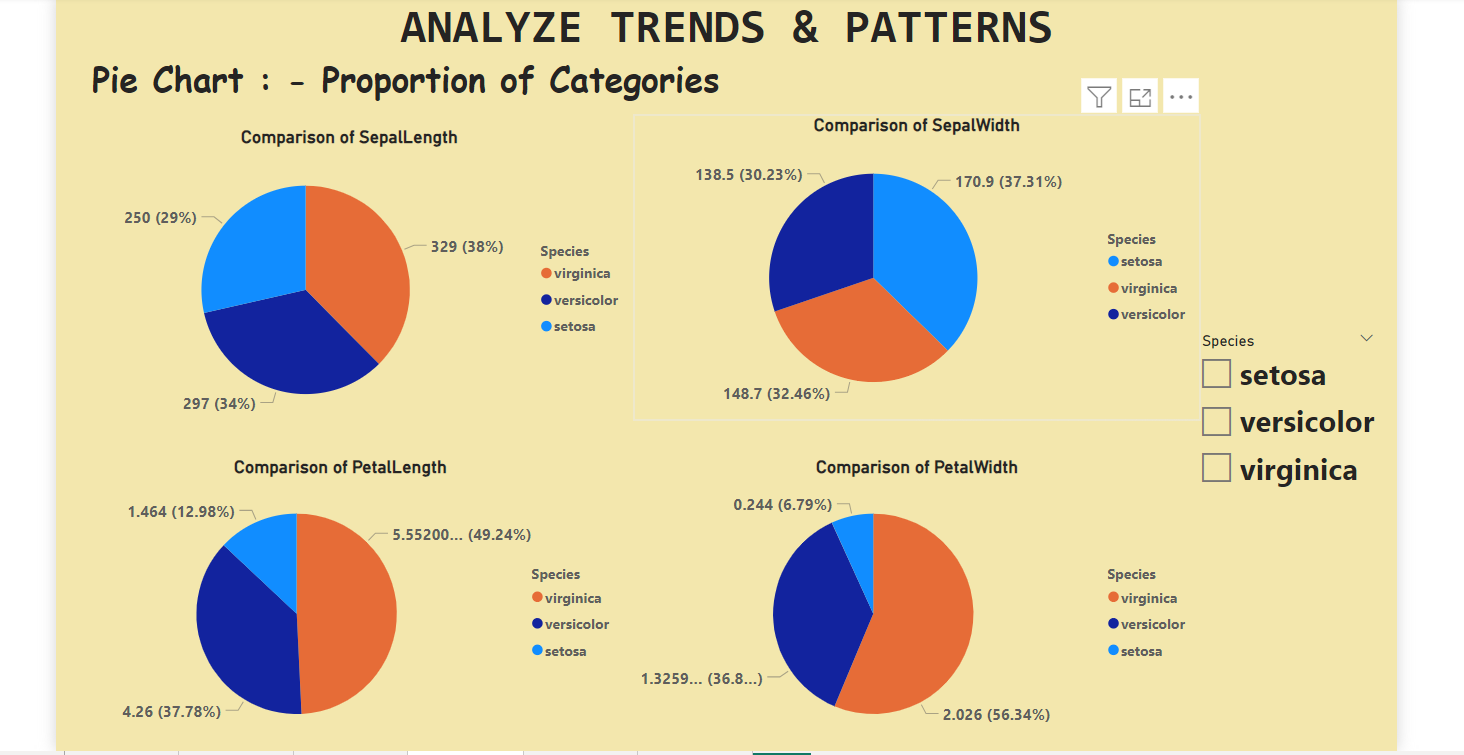 ANALYZE TRENDS & PATTERNS
Pie Chart : - Proportion of Categories
Comparison of SepalLength
250 (29%)
329 (38%)
297 (34%)
Species
virginica
versicolor
setosa
Comparison of SepalWidth
138.5 (30.23%)
170.9 (37.31%)
148.7 (32.46%)
Species
setosa
virginica
versicolor
Species
setosa
versicolor
virginica
Comparison of PetalLength
1.464 (12.98%)
5.55200... (49.24%)
4.26 (37.78%)
Species
virginica
versicolor
setosa
Comparison of PetalWidth
0.244 (6.79%)
1.3259... (36.8...)
2.026 (56.34%)
Species
virginica
versicolor
setosa